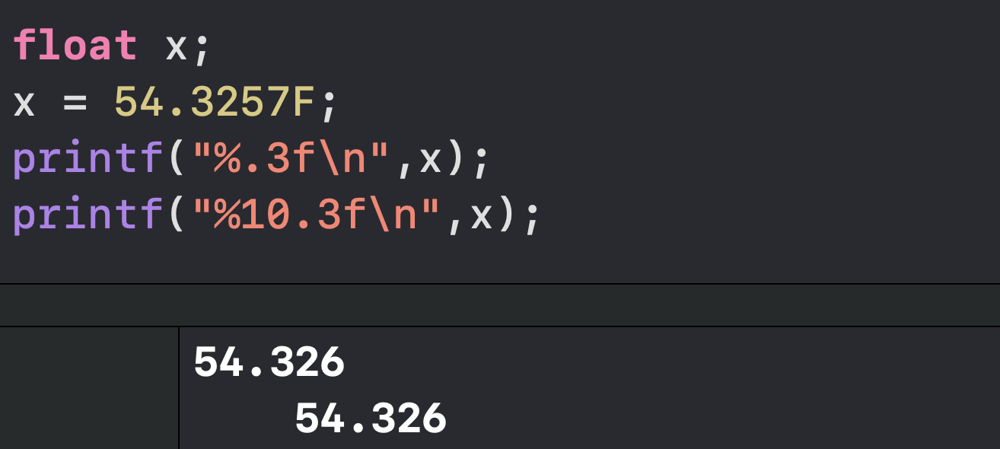 float x;
x = 54.3257F;
printf("%.3f\n",x);
printf("%10.3f\n",x);
54.326
    54.326